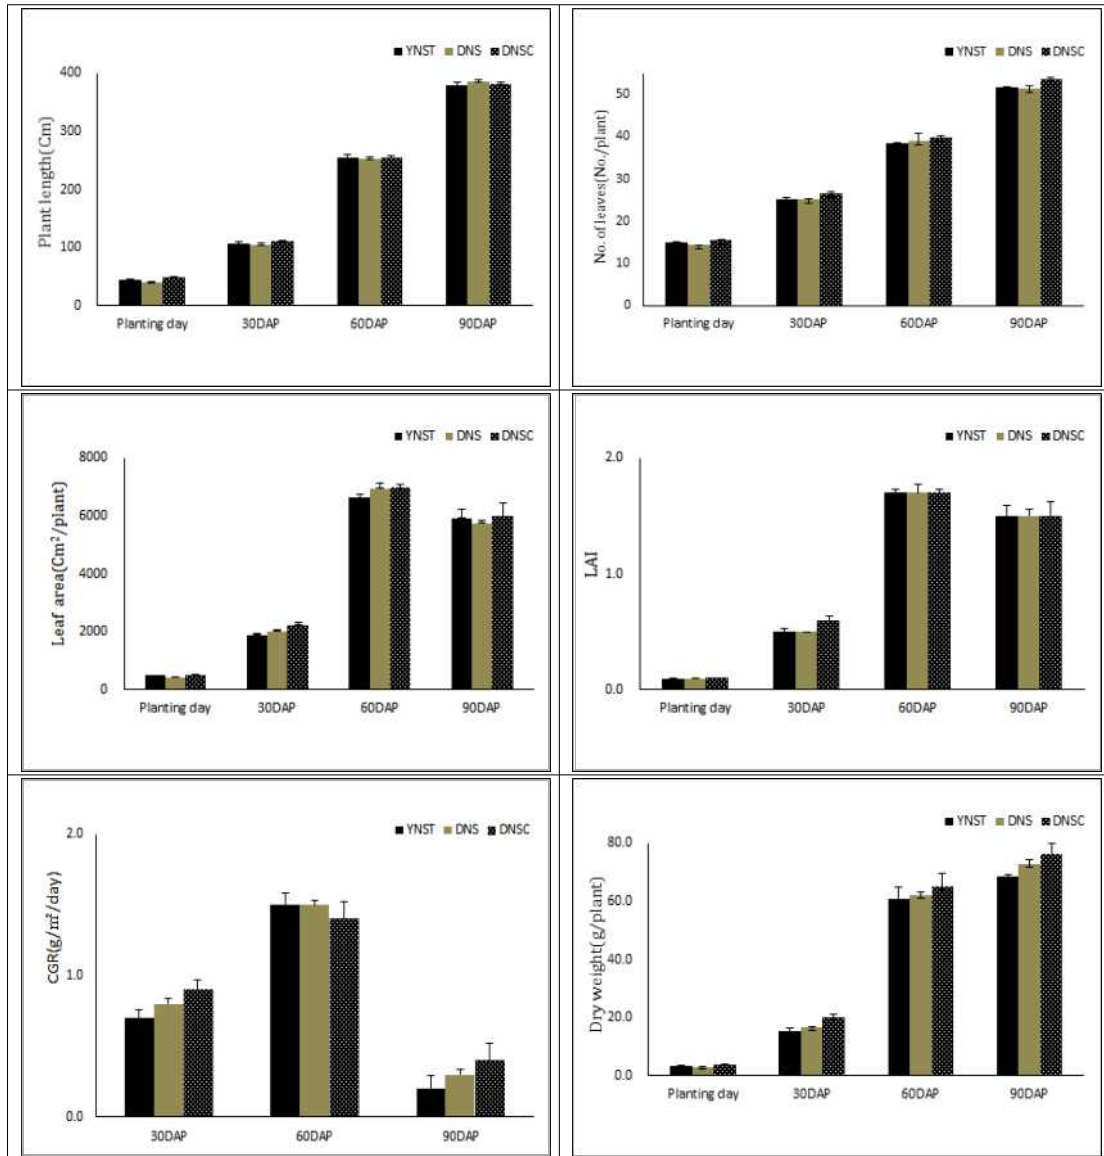 YNST DNS DNSC
400
300
200
100
0
Plant length(Cm)
Planting day 30DAP 60DAP 90DAP
YNST DNS DNSC
50
40
30
20
10
0
No. of leaves(No./plant)
Planting day 30DAP 60DAP 90DAP
YNST DNS DNSC
8000
6000
4000
2000
0
Leaf area(Cm²/plant)
Planting day 30DAP 60DAP 90DAP
YNST DNS DNSC
2.0
1.0
0.0
LAI
Planting day 30DAP 60DAP 90DAP
YNST DNS DNSC
2.0
1.0
0.0
CGR(g/㎡/day)
30DAP 60DAP 90DAP
YNST DNS DNSC
80.0
60.0
40.0
20.0
0.0
Dry weight(g/plant)
Planting day 30DAP 60DAP 90DAP